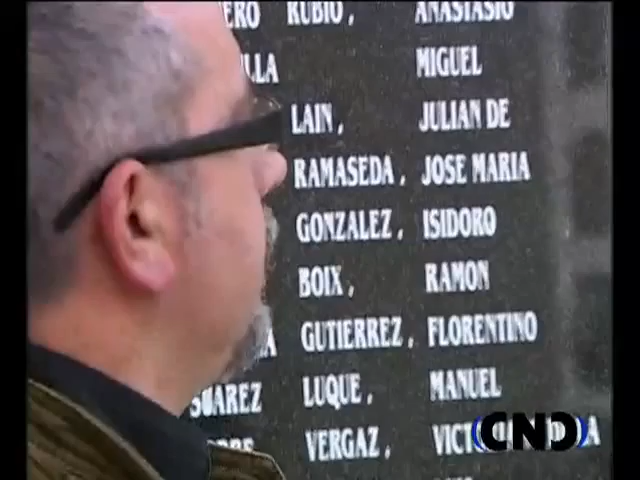 RUBIO, ANASTASIO
MIGUEL
LAIN, JULIAN DE
RAMASEDA, JOSE MARIA
GONZALEZ, ISIDORO
BOIX, RAMON
GUTIERREZ, FLORENTINO
SUAREZ LUQUE, MANUEL
VERGAZ,
CND